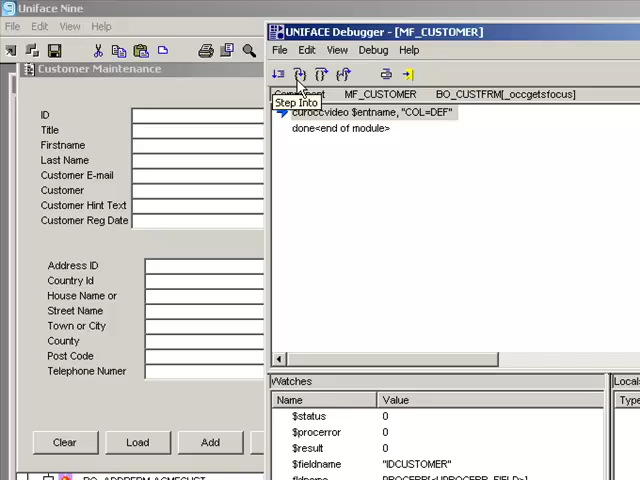 Uniface Nine
File Edit View
Customer Maintenance
ID
Title
Firstname
Last Name
Customer E-mail
Customer
Customer Hint Text
Customer Reg Date
Address ID
Country Id
House Name or
Street Name
Town or City
County
Post Code
Telephone Numer
Clear Load Add
BO_ADDRFRM.ACMECUST
UNIFACE Debugger - [MF_CUSTOMER]
File Edit View Debug Help
MF_CUSTOMER BO_CUSTFRM[_occgetsfocus]
Step Into
curoccvideo $entname, "COL=DEF"
done<end of module>
Watches
Name Value
$status 0
$procerror 0
$result 0
$fieldname "IDCUSTOMER"
Locals
Type